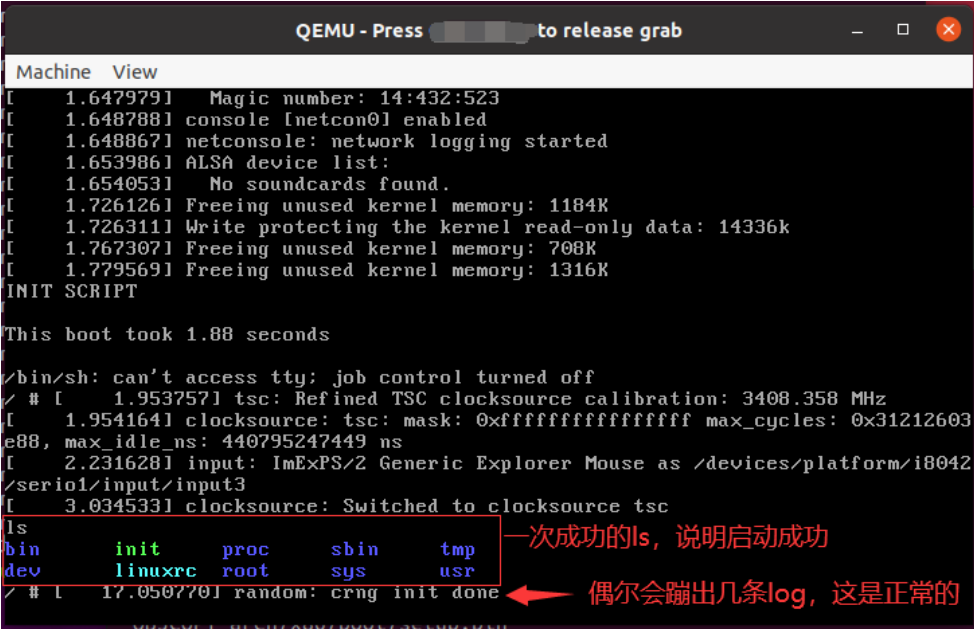 QEMU - Press to release grab
Machine View
[ 1.647979] Magic number: 14:432:523
[ 1.648788] console [netcon0] enabled
[ 1.648867] netconsole: network logging started
[ 1.653986] ALSA device list:
[ 1.654053] No soundcards found.
[ 1.726126] Freeing unused kernel memory: 1184K
[ 1.726311] Write protecting the kernel read-only data: 14336k
[ 1.767307] Freeing unused kernel memory: 708K
[ 1.779569] Freeing unused kernel memory: 1316K
INIT SCRIPT
This boot took 1.88 seconds
/bin/sh: can't access tty; job control turned off
/ # [ 1.953757] tsc: Refined TSC clocksource calibration: 3408.358 MHz
[ 1.954164] clocksource: tsc: mask: 0xffffffffffffffff max_cycles: 0x31212603
e88, max_idle_ns: 440795247449 ns
[ 2.231628] input: ImExPS/2 Generic Explorer Mouse as /devices/platform/i8042
/serio1/input/input3
[ 3.034533] clocksource: Switched to clocksource tsc
ls
bin init proc sbin tmp
dev linuxrc root sys usr
一次成功的ls，说明启动成功
/ # [ 17.050770] random: crng init done
偶尔会蹦出几条log，这是正常的